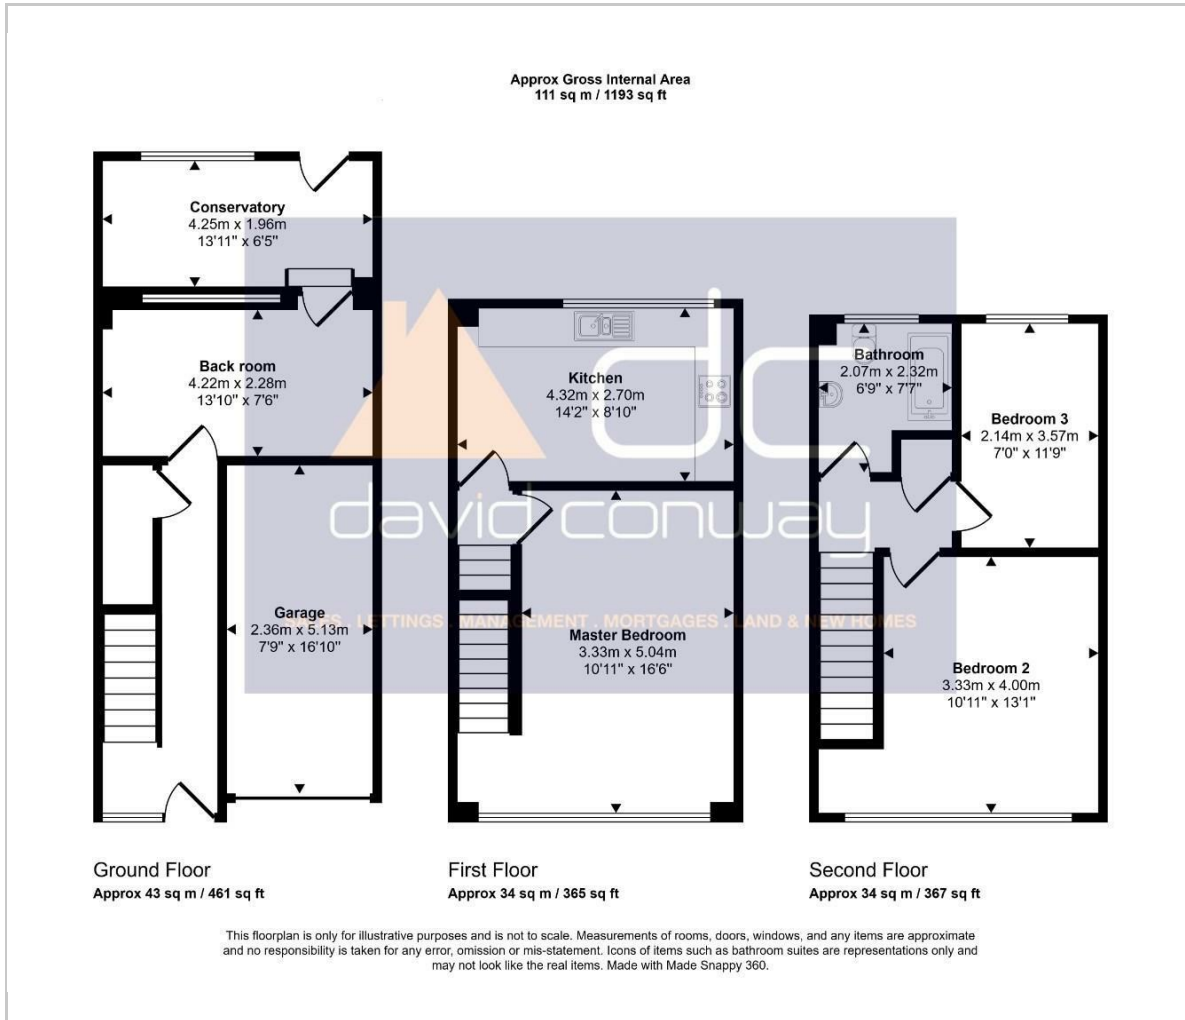 Approx Gross Internal Area
111 sq m / 1193 sq ft
Conservatory
4.25m x 1.96m
13'11" x 6'5"
Back room
4.22m x 2.28m
13'10" x 7'6"
Garage
2.36m x 5.13m
7'9" x 16'10"
Kitchen
4.32m x 2.70m
14'2" x 8'10"
Master Bedroom
3.33m x 5.04m
10'11" x 16'6"
Bathroom
2.07m x 2.32m
6'9" x 7'7"
Bedroom 3
2.14m x 3.57m
7'0" x 11'9"
Bedroom 2
3.33m x 4.00m
10'11" x 13'1"
dc
david conway
SALES . LETTINGS . MANAGEMENT . MORTGAGES . LAND & NEW HOMES
Ground Floor
Approx 43 sq m / 461 sq ft
First Floor
Approx 34 sq m / 365 sq ft
Second Floor
Approx 34 sq m / 367 sq ft
This floorplan is only for illustrative purposes and is not to scale. Measurements of rooms, doors, windows, and any items are approximate
and no responsibility is taken for any error, omission or mis-statement. Icons of items such as bathroom suites are representations only and
may not look like the real items. Made with Made Snappy 360.